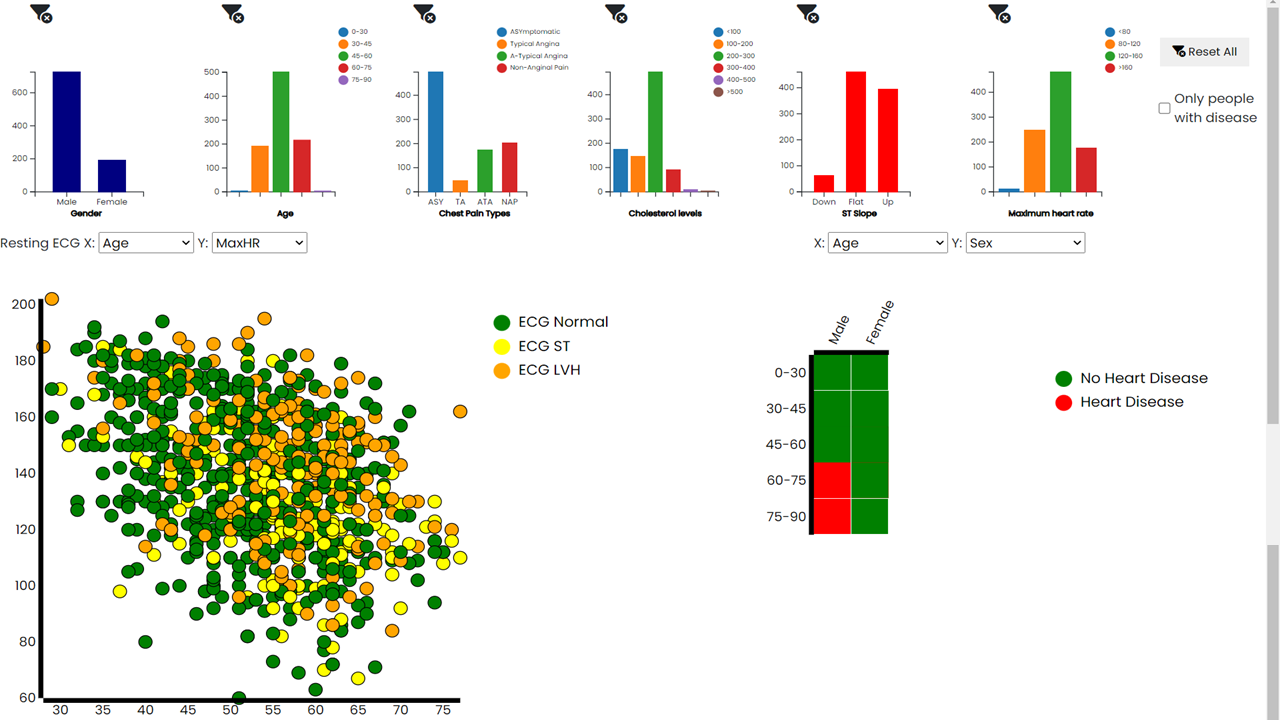 0-30
30-45
45-60
60-75
75-90
ASYmplomatic
Typical Angina
A-Typical Angina
Non-Anginal Pain
<100
100-200
200-300
300-400
400-500
>500
<80
80-120
120-160
>160
Reset All
Only people
with disease
600
400
200
0
Male Female
Gender
500
400
300
200
100
0
Age
400
300
200
100
0
ASY TA ATA NAP
Chest Pain Types
400
300
200
100
0
Cholesterol levels
400
300
200
100
0
Down Flat Up
ST Slope
400
300
200
100
0
Maximum heart rate
Resting ECG X: Age Y: MaxHR
X: Age Y: Sex
200
180
160
140
120
100
80
60
30 35 40 45 50 55 60 65 70 75
ECG Normal
ECG ST
ECG LVH
Male Female
0-30
30-45
45-60
60-75
75-90
No Heart Disease
Heart Disease